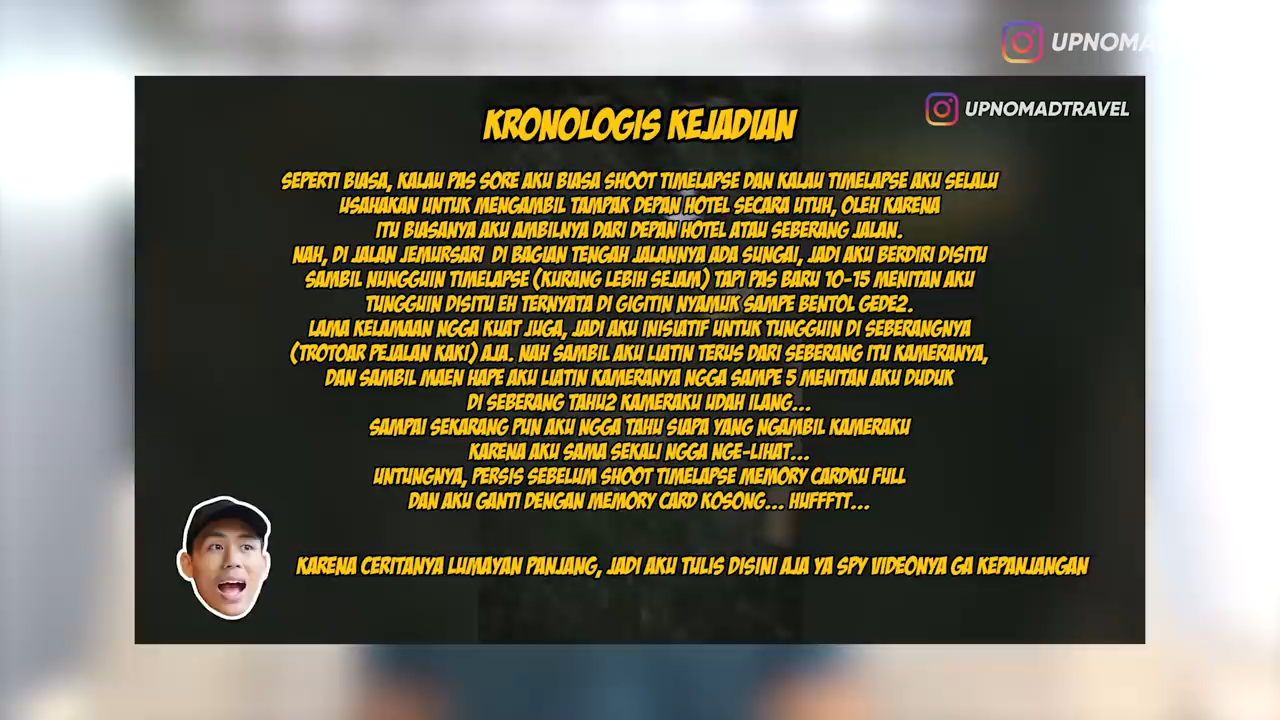 UPNOMA
UPNOMADTRAVEL
KRONOLOGIS KEJADIAN
SEPERTI BIASA, KALAU PAS SORE AKU BIASA SHOOT TIMELAPSE DAN KALAU TIMELAPSE AKU SELALU
USAHAKAN UNTUK MENGAMBIL TAMPAK DEPAN HOTEL SECARA UTUH, OLEH KARENA
ITU BIASANYA AKU AMBILNYA DARI DEPAN HOTEL ATAU SEBERANG JALAN.
NAH, DI JALAN JEMURSARI DI BAGIAN TENGAH JALANNYA ADA SUNGAI, JADI AKU BERDIRI DISITU
SAMBIL NUNGGUIN TIMELAPSE (KURANG LEBIH SEJAM) TAPI PAS BARU 10-15 MENITAN AKU
TUNGGUIN DISITU EH TERNYATA DI GIGITIN NYAMUK SAMPE BENTOL GEDE2.
LAMA KELAMAAN NGGA KUAT JUGA, JADI AKU INISIATIF UNTUK TUNGGUIN DI SEBERANGNYA
(TROTOAR PEJALAN KAKI) AJA. NAH SAMBIL AKU LIATIN TERUS DARI SEBERANG ITU KAMERANYA,
DAN SAMBIL MAEN HAPE AKU LIATIN KAMERANYA NGGA SAMPE 5 MENITAN AKU DUDUK
DI SEBERANG TAHU2 KAMERAKU UDAH ILANG...
SAMPAI SEKARANG PUN AKU NGGA TAHU SIAPA YANG NGAMBIL KAMERAKU
KARENA AKU SAMA SEKALI NGGA NGE-LIHAT...
UNTUNGNYA, PERSIS SEBELUM SHOOT TIMELAPSE MEMORY CARDKU FULL
DAN AKU GANTI DENGAN MEMORY CARD KOSONG... HUFFFTT...
KARENA CERITANYA LUMAYAN PANJANG, JADI AKU TULIS DISINI AJA YA SPY VIDEONYA GA KEPANJANGAN